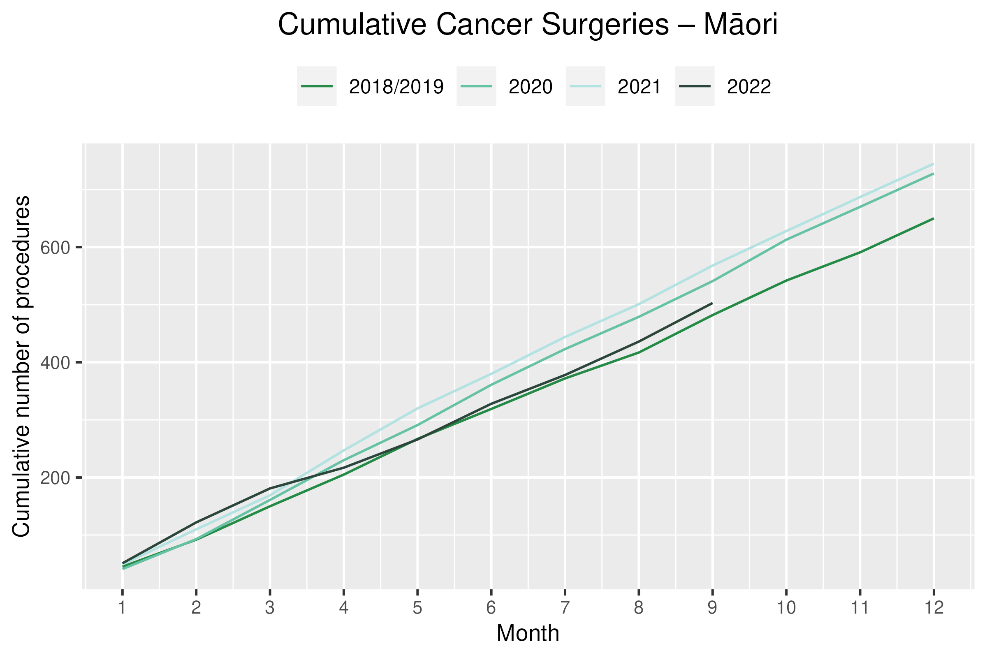 Cumulative Cancer Surgeries – Māori
2018/2019 2020 2021 2022
Cumulative number of procedures
600
400
200
1 2 3 4 5 6 7 8 9 10 11 12
Month